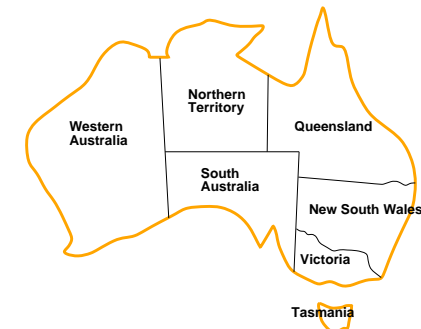 Northern
Territory
Western
Australia
Queensland
South
Australia
New South Wales
Victoria
Tasmania